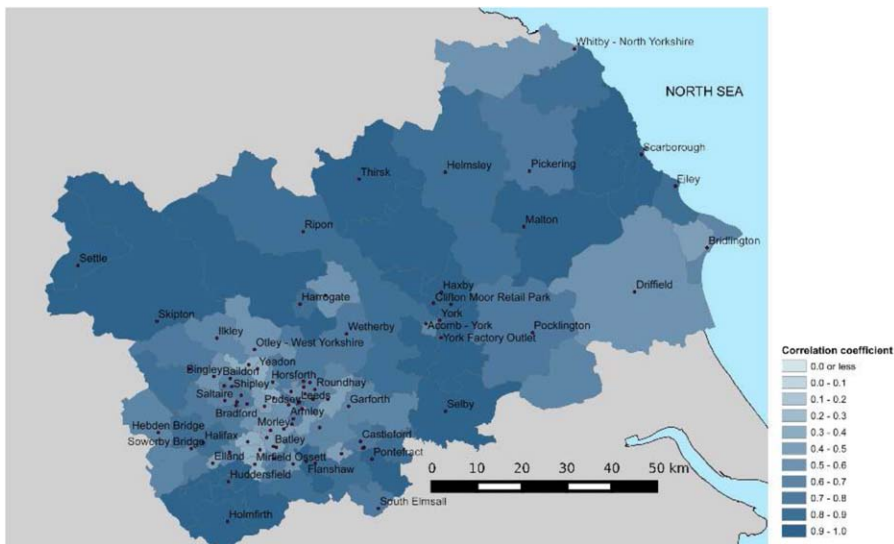 Whitby - North Yorkshire
NORTH SEA
Scarborough
Thirsk
Helmsley
Pickering
Filey
Ripon
Malton
Settle
Bridlington
Driffield
Harrogate
Haxby
Clifton Moor Retail Park
Skipton
York
Acomb - York
Wetherby
Pocklington
York Factory Outlet
Ilkley
Otley - West Yorkshire
Yeadon
Bingley
Baildon
Horsforth
Roundhay
Shipley
Saltaire
Pudsey
Leeds
Bradford
Garforth
Selby
Armley
Hebden Bridge
Morley
Sowerby Bridge
Halifax
Batley
Castleford
Elland
Mirfield
Ossett
Pontefract
Flanshaw
Huddersfield
South Elmsall
Holmfirth
0 10 20 30 40 50 km
Correlation coefficient
0.0 or less
0.0 - 0.1
0.1 - 0.2
0.2 - 0.3
0.3 - 0.4
0.4 - 0.5
0.5 - 0.6
0.6 - 0.7
0.7 - 0.8
0.8 - 0.9
0.9 - 1.0